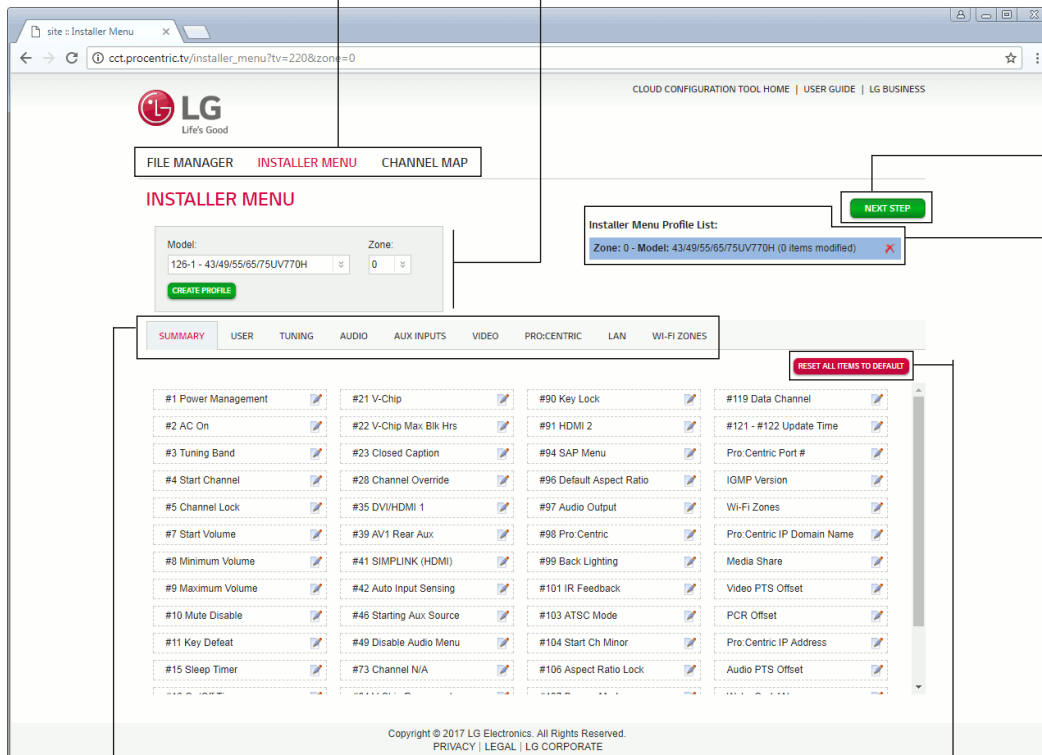 site :: Installer Menu
cct.procentric.tv/installer_menu?tv=220&zone=0
CLOUD CONFIGURATION TOOL HOME | USER GUIDE | LG BUSINESS
LG
Life's Good
FILE MANAGER INSTALLER MENU CHANNEL MAP
INSTALLER MENU
NEXT STEP
Installer Menu Profile List:
Zone: 0 - Model: 43/49/55/65/75UV770H (0 items modified)
Model: Zone:
126-1 - 43/49/55/65/75UV770H 0
CREATE PROFILE
SUMMARY USER TUNING AUDIO AUX INPUTS VIDEO PRO:CENTRIC LAN WI-FI ZONES
RESET ALL ITEMS TO DEFAULT
#1 Power Management #21 V-Chip #90 Key Lock #119 Data Channel
#2 AC On #22 V-Chip Max Blk Hrs #91 HDMI 2 #121 - #122 Update Time
#3 Tuning Band #23 Closed Caption #94 SAP Menu Pro:Centric Port #
#4 Start Channel #28 Channel Override #96 Default Aspect Ratio IGMP Version
#5 Channel Lock #35 DVI/HDMI 1 #97 Audio Output Wi-Fi Zones
#7 Start Volume #39 AV1 Rear Aux #98 Pro:Centric Pro:Centric IP Domain Name
#8 Minimum Volume #41 SIMPLINK (HDMI) #99 Back Lighting Media Share
#9 Maximum Volume #42 Auto Input Sensing #101 IR Feedback Video PTS Offset
#10 Mute Disable #46 Starting Aux Source #103 ATSC Mode PCR Offset
#11 Key Defeat #49 Disable Audio Menu #104 Start Ch Minor Pro:Centric IP Address
#15 Sleep Timer #73 Channel N/A #106 Aspect Ratio Lock Audio PTS Offset
Copyright © 2017 LG Electronics. All Rights Reserved.
PRIVACY | LEGAL | LG CORPORATE